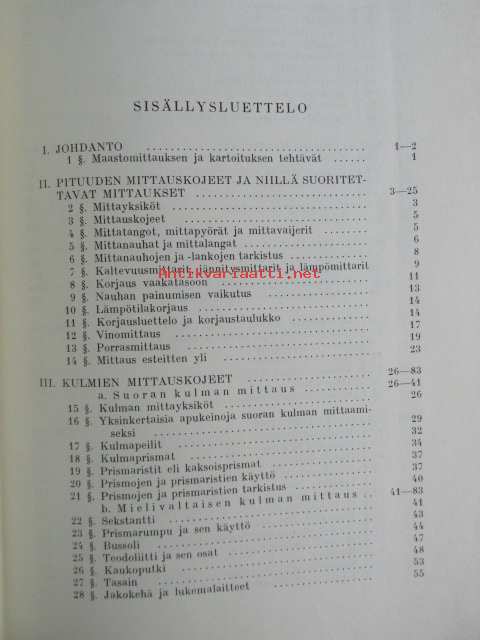 SISÄLLYSLUETTELO
I. JOHDANTO ........ 1—2
1 §. Maastomittauksen ja kartoituksen tehtävät ...... 1
II. PITUUDEN MITTAUSKOJEET JA NIILLÄ SUORITET-
TAVAT MITTAUKSET ........ 3—25
2 §. Mittayksiköt ........ 3
3 §. Mittauskojeet ........ 5
4 §. Mittatangot, mittapyörät ja mittavaijerit ........ 5
5 §. Mittanauhat ja mittalangat ........ 6
6 §. Mittanauhojen ja -lankojen tarkistus ........ 8
7 §. Kaltevuusmittarit, jännitysmittarit ja lämpömittarit 9
8 §. Korjaus vaakatasoon ........ 11
9 §. Nauhan painumisen vaikutus ........ 13
10 §. Lämpötilakorjaus ........ 14
11 §. Korjausluettelo ja korjaustaulukko ........ 14
12 §. Vinomittaus ........ 17
13 §. Porrasmittaus ........ 19
14 §. Mittaus esteitten yli ........ 23
Antikvariaatti.net
III. KULMIEN MITTAUSKOJEET ........ 26—83
a. Suoran kulman mittaus ........ 26—41
15 §. Kulman mittayksiköt ........ 26
16 §. Yksinkertaisia apukeinoja suoran kulman mittaami-
seksi ........ 29
17 §. Kulmapeilit ........ 32
18 §. Kulmaprismat ........ 34
19 §. Prismaristit eli kaksoisprismat ........ 37
20 §. Prismojen ja prismaristien käyttö ........ 37
21 §. Prismojen ja prismaristien tarkistus ........ 40
b. Mielivaltaisen kulman mittaus .. 41—83
22 §. Sekstantti ........ 41
23 §. Prismarumpu ja sen käyttö ........ 43
24 §. Bussoli ........ 44
25 §. Teodoliitti ja sen osat ........ 47
26 §. Kaukoputki ........ 48
27 §. Tasain ........ 53
28 §. Jakokehä ja lukemalaitteet ........ 55